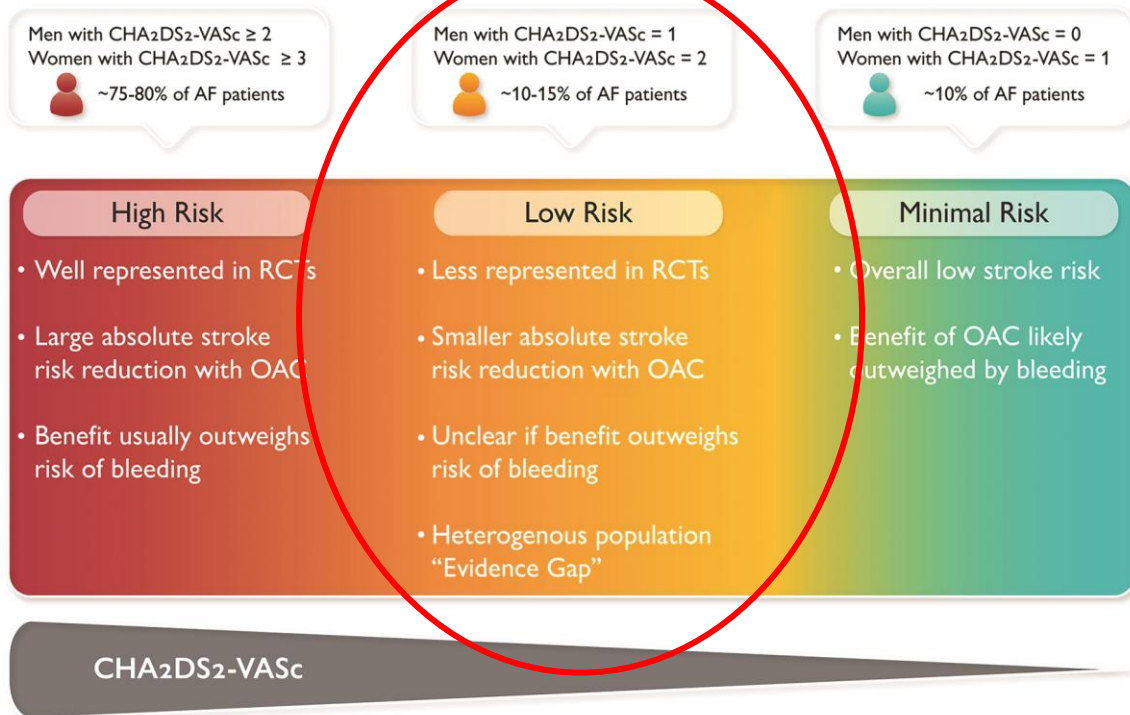 Men with CHA2DS2-VASc ≥ 2
Women with CHA2DS2-VASc ≥ 3
~75-80% of AF patients
Men with CHA2DS2-VASc = 1
Women with CHA2DS2-VASc = 2
~10-15% of AF patients
Men with CHA2DS2-VASc = 0
Women with CHA2DS2-VASc = 1
~10% of AF patients
High Risk
• Well represented in RCTs
• Large absolute stroke
risk reduction with OAC
• Benefit usually outweighs
risk of bleeding
Low Risk
• Less represented in RCTs
• Smaller absolute stroke
risk reduction with OAC
• Unclear if benefit outweighs
risk of bleeding
• Heterogenous population
“Evidence Gap”
Minimal Risk
• Overall low stroke risk
• Benefit of OAC likely
outweighed by bleeding
CHA2DS2-VASc